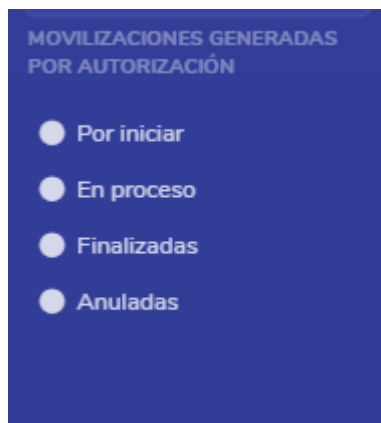 MOVILIZACIONES GENERADAS
POR AUTORIZACIÓN
Por iniciar
En proceso
Finalizadas
Anuladas